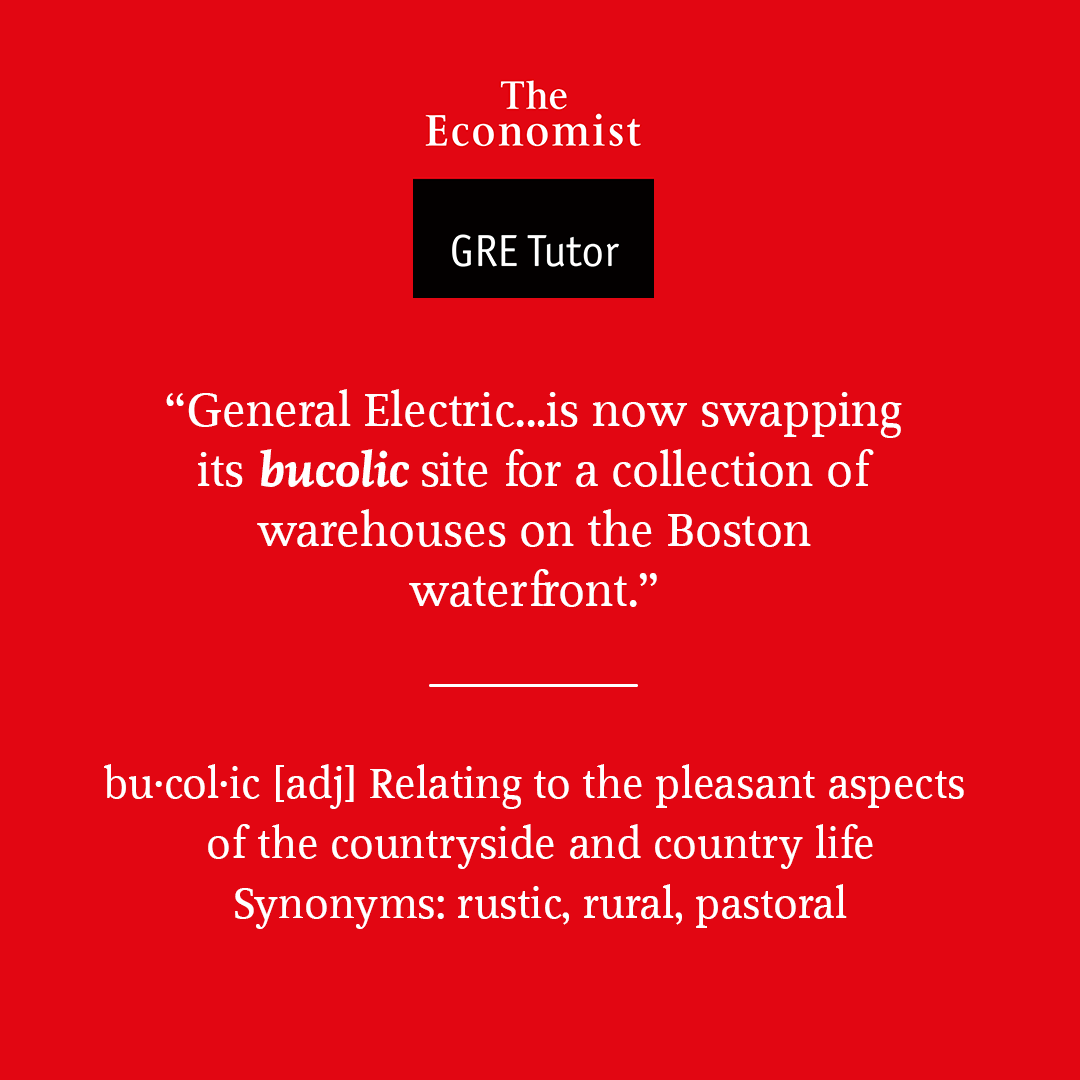 The
Economist
GRE Tutor
“General Electric...is now swapping
its bucolic site for a collection of
warehouses on the Boston
waterfront.”
bu·col·ic [adj] Relating to the pleasant aspects
of the countryside and country life
Synonyms: rustic, rural, pastoral